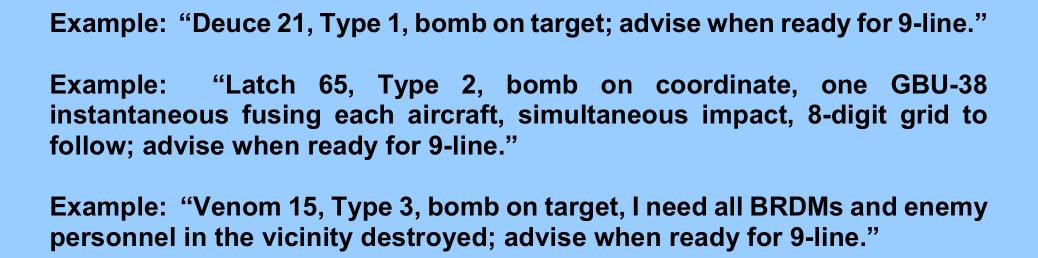 Example: “Deuce 21, Type 1, bomb on target; advise when ready for 9-line.”
Example: “Latch 65, Type 2, bomb on coordinate, one GBU-38
instantaneous fusing each aircraft, simultaneous impact, 8-digit grid to
follow; advise when ready for 9-line.”
Example: “Venom 15, Type 3, bomb on target, I need all BRDMs and enemy
personnel in the vicinity destroyed; advise when ready for 9-line.”